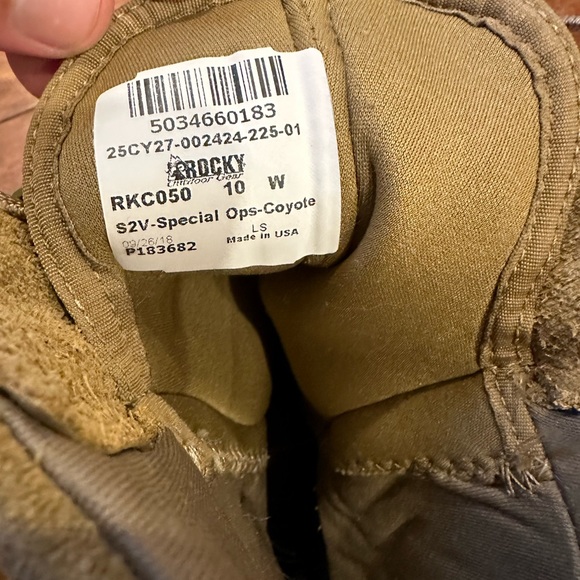 5034660183
25CY27-002424-225-01
ROCKY
Outdoor Gear
RKC050 10 W
S2V-Special Ops-Coyote
09/26/18 LS
P183682 Made in USA